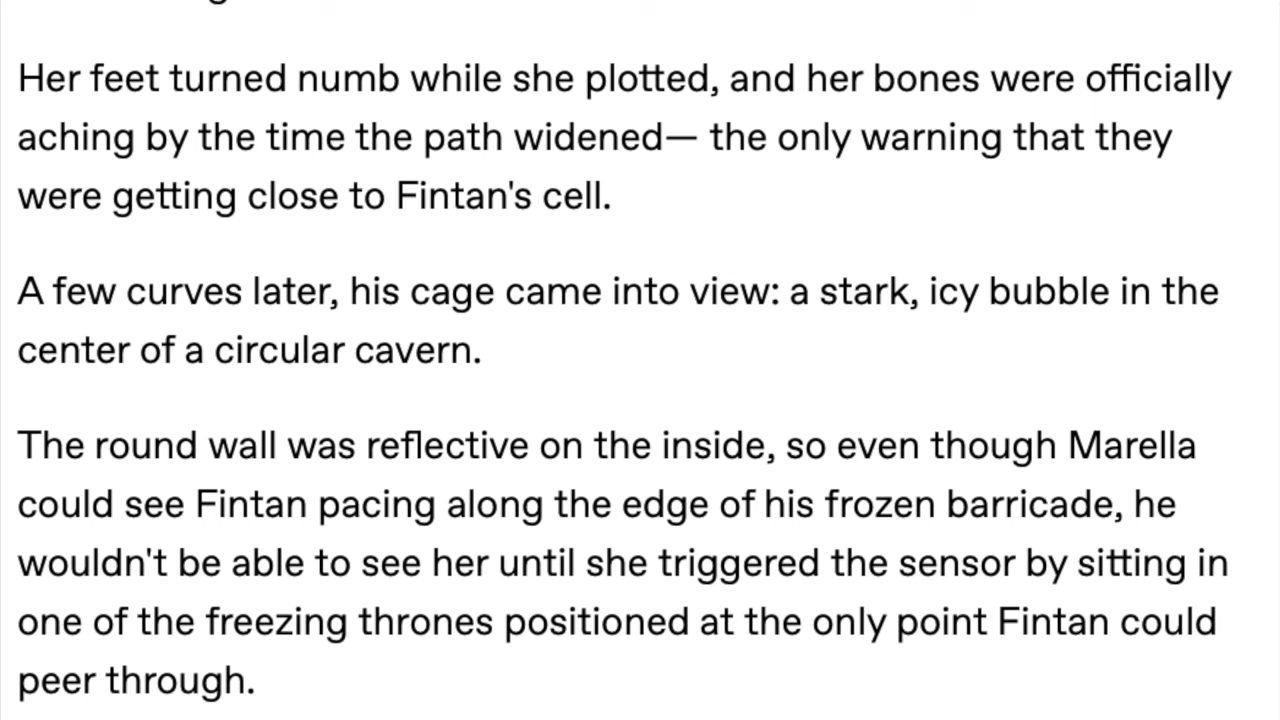 Her feet turned numb while she plotted, and her bones were officially
aching by the time the path widened— the only warning that they
were getting close to Fintan's cell.
A few curves later, his cage came into view: a stark, icy bubble in the
center of a circular cavern.
The round wall was reflective on the inside, so even though Marella
could see Fintan pacing along the edge of his frozen barricade, he
wouldn't be able to see her until she triggered the sensor by sitting in
one of the freezing thrones positioned at the only point Fintan could
peer through.